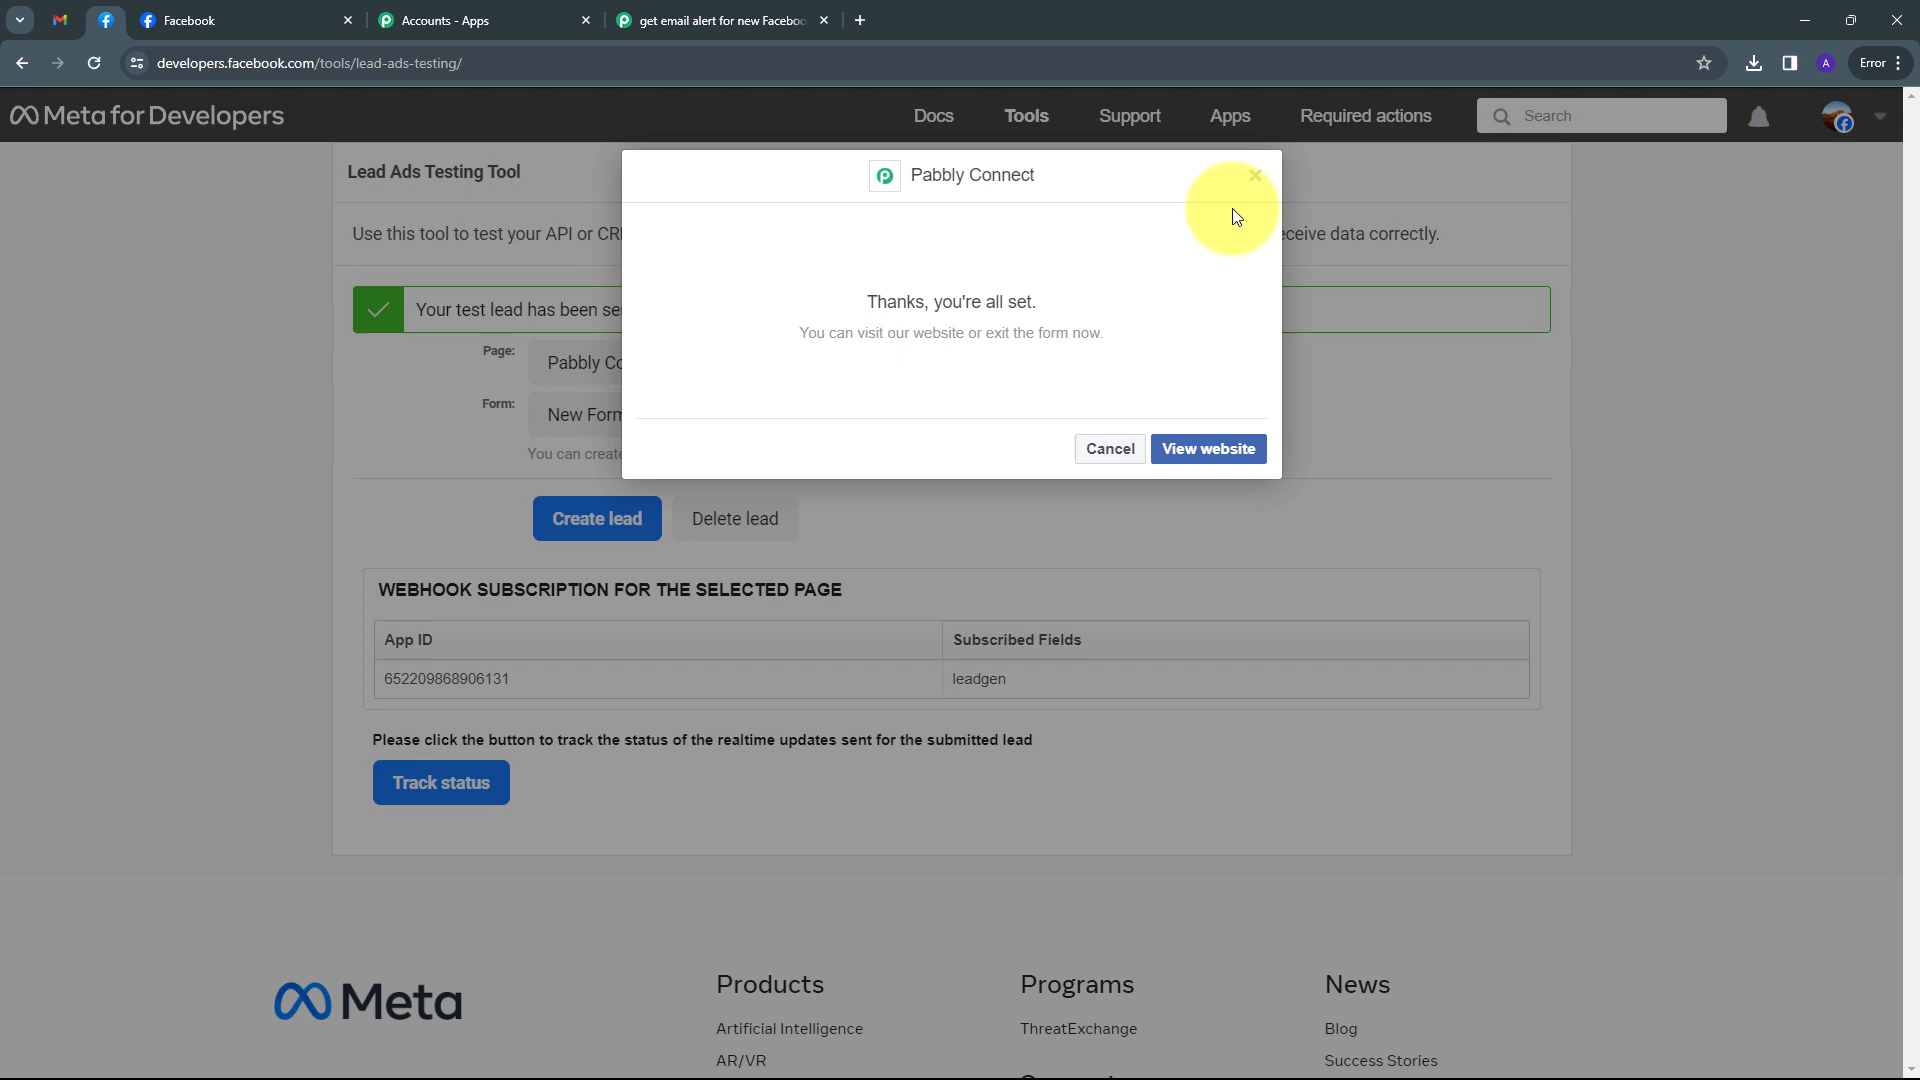 Facebook
Accounts - Apps
get email alert for new Faceboo
developers.facebook.com/tools/lead-ads-testing/
A
Error
Meta for Developers
Docs
Tools
Support
Apps
Required actions
Search
Lead Ads Testing Tool
Pabbly Connect
Use this tool to test your API or CR
eceive data correctly.
Thanks, you're all set.
Your test lead has been se
You can visit our website or exit the form now.
Page:
Pabbly Co
Form:
New Form
You can create
Cancel
View website
Create lead
Delete lead
WEBHOOK SUBSCRIPTION FOR THE SELECTED PAGE
App ID
Subscribed Fields
652209868906131
leadgen
Please click the button to track the status of the realtime updates sent for the submitted lead
Track status
Meta
Products
Programs
News
Artificial Intelligence
ThreatExchange
Blog
AR/VR
Success Stories